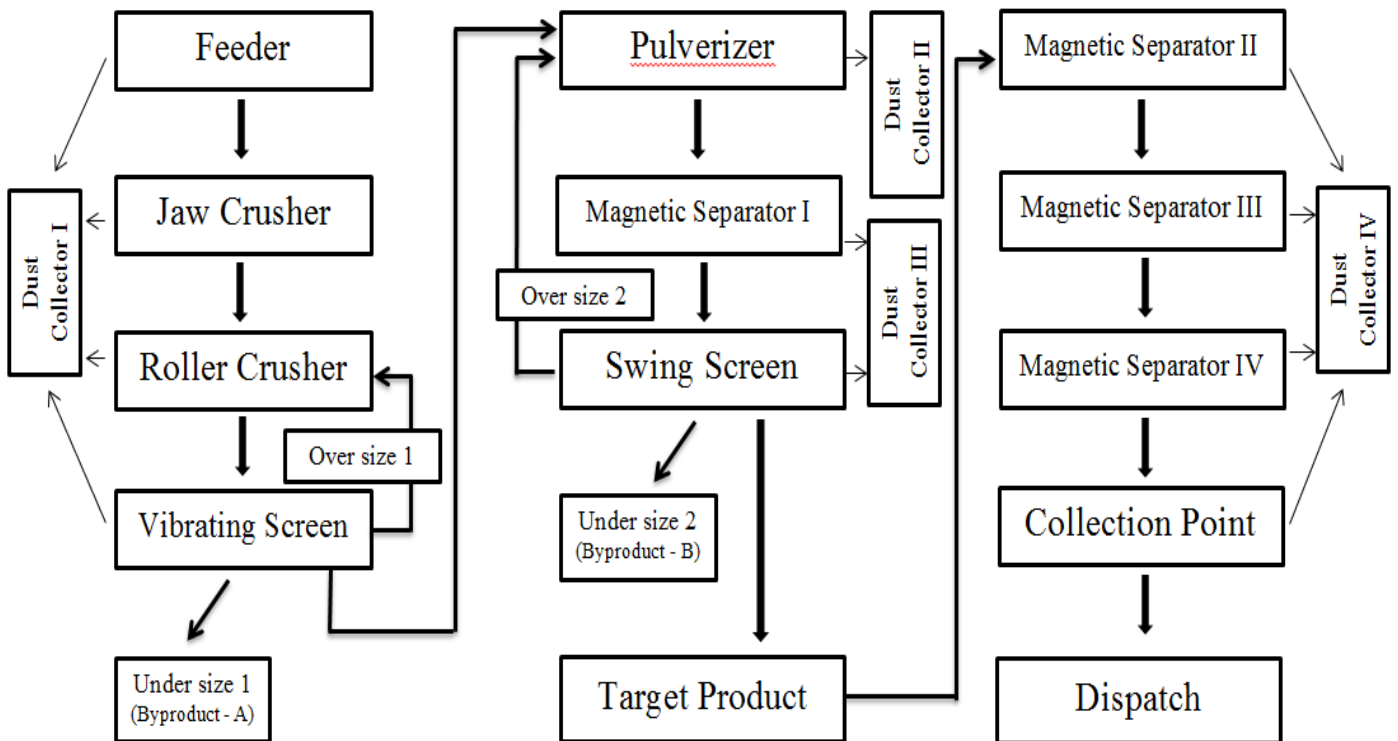 Feeder
Jaw Crusher
Dust
Collector I
Roller Crusher
Over size 1
Vibrating Screen
Under size 1
(Byproduct - A)
Pulverizer
Dust
Collector II
Magnetic Separator I
Over size 2
Dust
Collector III
Swing Screen
Under size 2
(Byproduct - B)
Target Product
Magnetic Separator II
Magnetic Separator III
Dust
Collector IV
Magnetic Separator IV
Collection Point
Dispatch